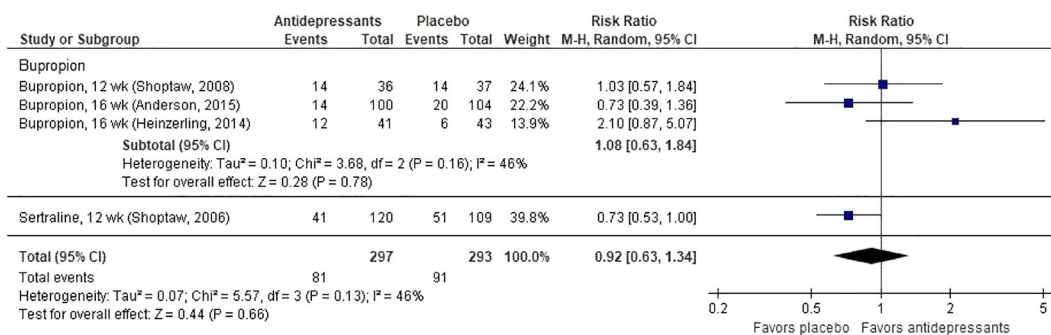 Antidepressants Placebo Risk Ratio Risk Ratio
Study or Subgroup Events Total Events Total Weight M-H, Random, 95% CI M-H, Random, 95% CI
Bupropion
Bupropion, 12 wk (Shoptaw, 2008) 14 36 14 37 24.1% 1.03 [0.57, 1.84]
Bupropion, 16 wk (Anderson, 2015) 14 100 20 104 22.2% 0.73 [0.39, 1.36]
Bupropion, 16 wk (Heinzerling, 2014) 12 41 6 43 13.9% 2.10 [0.87, 5.07]
Subtotal (95% CI) 1.08 [0.63, 1.84]
Heterogeneity: Tau² = 0.10; Chi² = 3.68, df = 2 (P = 0.16); I² = 46%
Test for overall effect: Z = 0.28 (P = 0.78)
Sertraline, 12 wk (Shoptaw, 2006) 41 120 51 109 39.8% 0.73 [0.53, 1.00]
Total (95% CI) 297 293 100.0% 0.92 [0.63, 1.34]
Total events 81 91
Heterogeneity: Tau² = 0.07; Chi² = 5.57, df = 3 (P = 0.13); I² = 46%
Test for overall effect: Z = 0.44 (P = 0.66)
0.2 0.5 1 2 5
Favors placebo Favors antidepressants